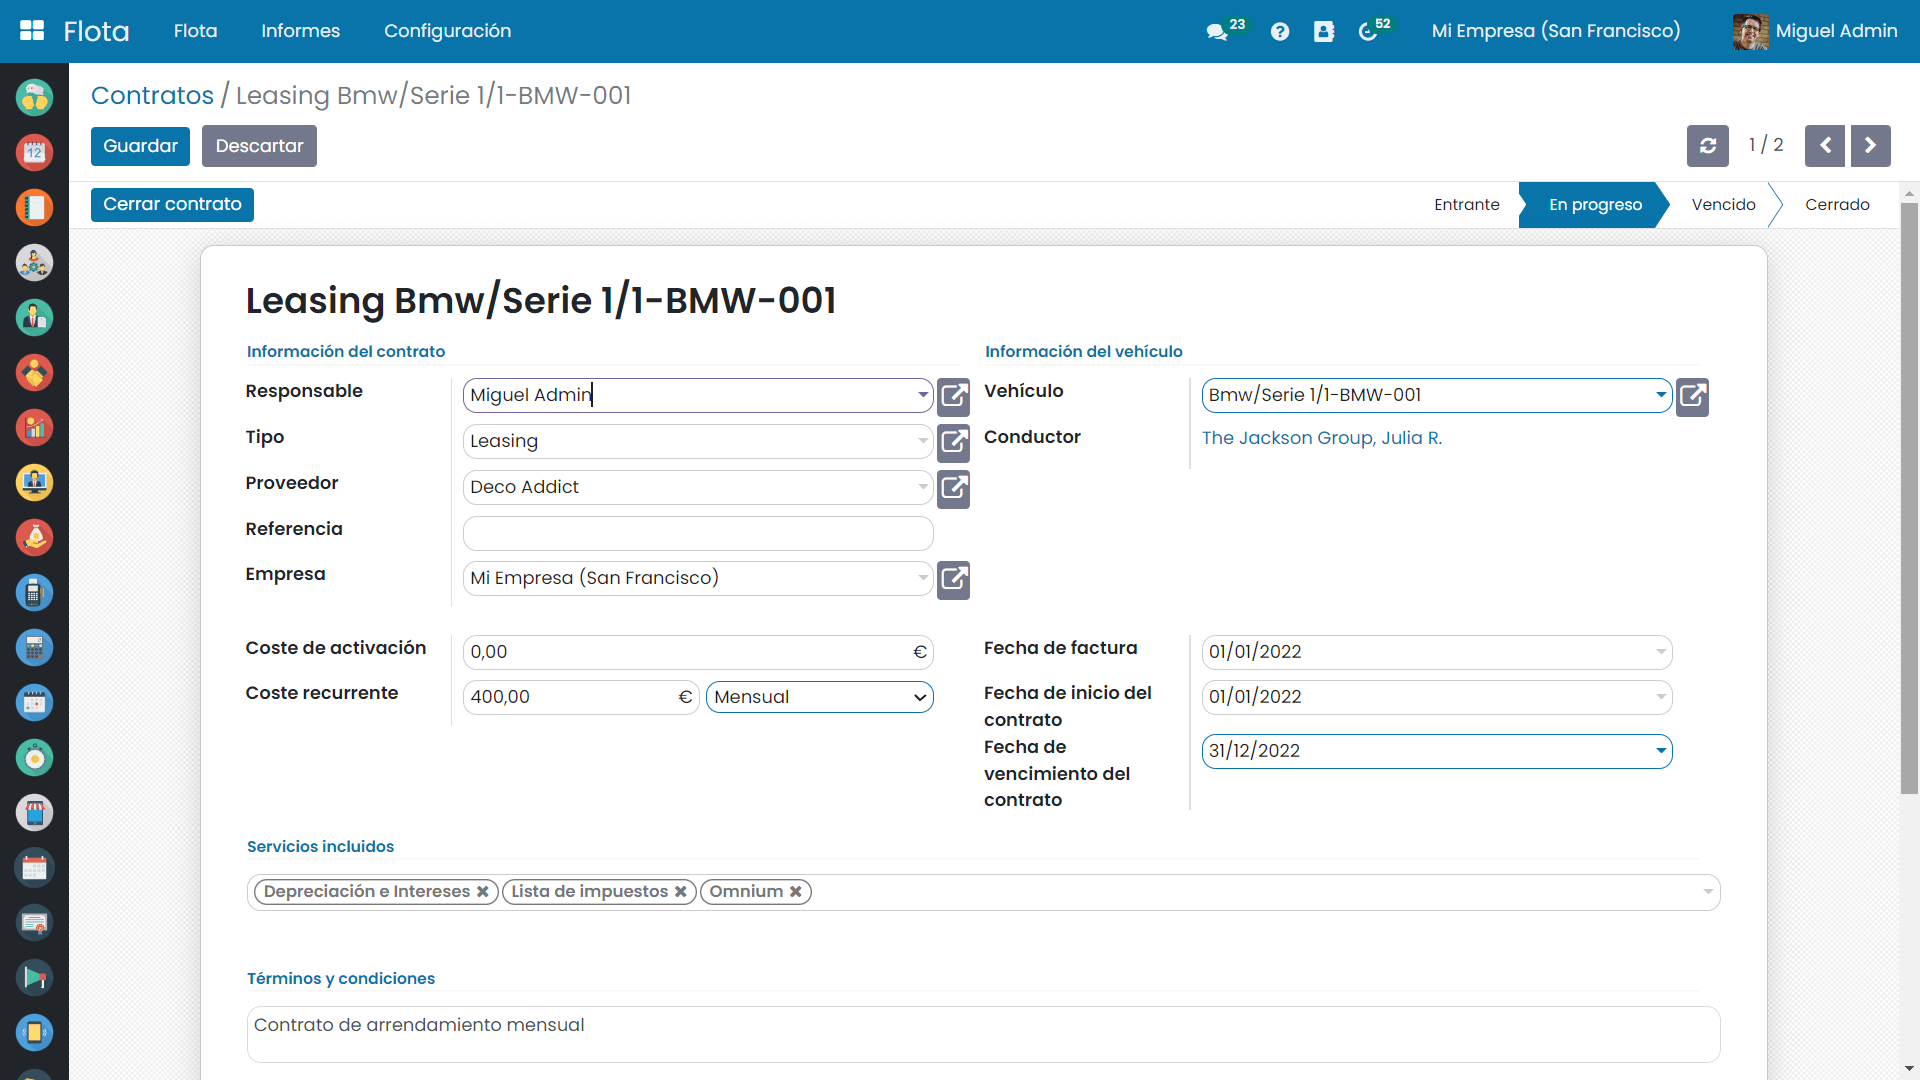 Flota
Flota
Informes
Configuración
23
52
Mi Empresa (San Francisco)
Miguel Admin
Contratos / Leasing Bmw/Serie 1/1-BMW-001
Guardar
Descartar
1 / 2
Cerrar contrato
Entrante
En progreso
Vencido
Cerrado
Leasing Bmw/Serie 1/1-BMW-001
Información del contrato
Responsable
Miguel Admin
Tipo
Leasing
Proveedor
Deco Addict
Referencia
Empresa
Mi Empresa (San Francisco)
Información del vehículo
Vehículo
Bmw/Serie 1/1-BMW-001
Conductor
The Jackson Group, Julia R.
Coste de activación
0,00 €
Coste recurrente
400,00 €
Mensual
Fecha de factura
01/01/2022
Fecha de inicio del
contrato
01/01/2022
Fecha de
vencimiento del
contrato
31/12/2022
Servicios incluidos
Depreciación e Intereses
Lista de impuestos
Omnium
Términos y condiciones
Contrato de arrendamiento mensual
12